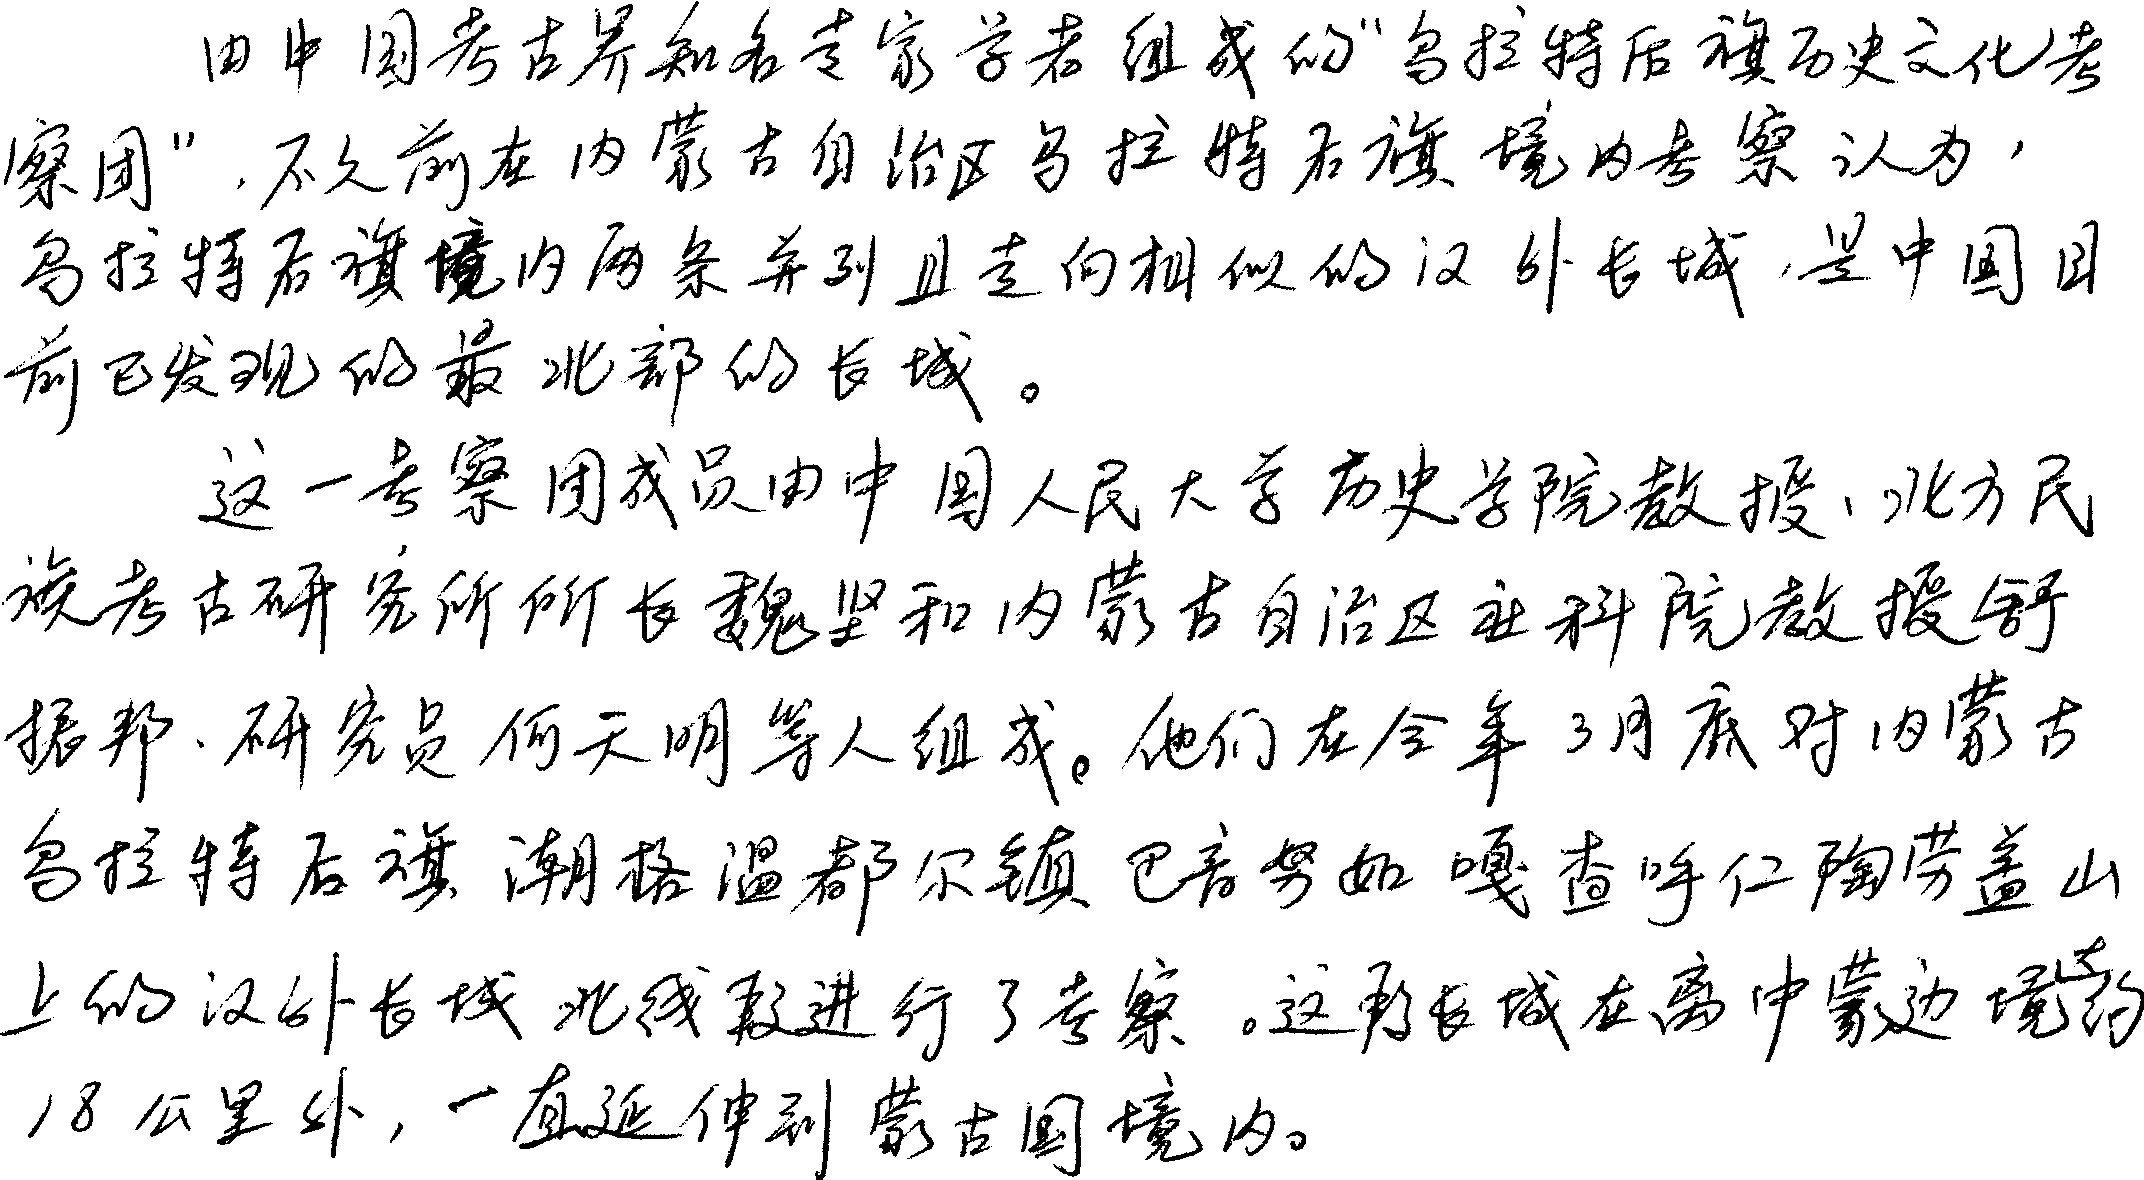 由中国考古界知名专家学者组成的“乌拉特后旗历史文化考
察团”,不久前在内蒙古自治区乌拉特后旗境内考察认为,
乌拉特后旗境内两条并列且走向相似的汉外长城,是中国目
前已发现的最北部的长城。
这一考察团成员由中国人民大学历史学院教授、北方民
族考古研究所所长魏坚和内蒙古自治区社科院教授舒
振邦、研究员何天明等人组成。他们在今年3月底对内蒙古
乌拉特后旗潮格温都尔镇巴音努如嘎查呼仁陶劳盖山
上的汉外长城北线段进行了考察。这段长城在离中蒙边境约
18公里外,一直延伸到蒙古国境内。